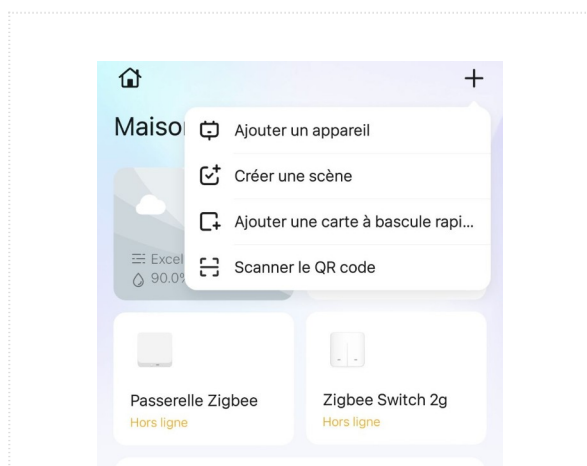 Maiso
Ajouter un appareil
Créer une scène
Ajouter une carte à bascule rapi...
Scanner le QR code
Excel
90.0%
Passerelle Zigbee
Hors ligne
Zigbee Switch 2g
Hors ligne